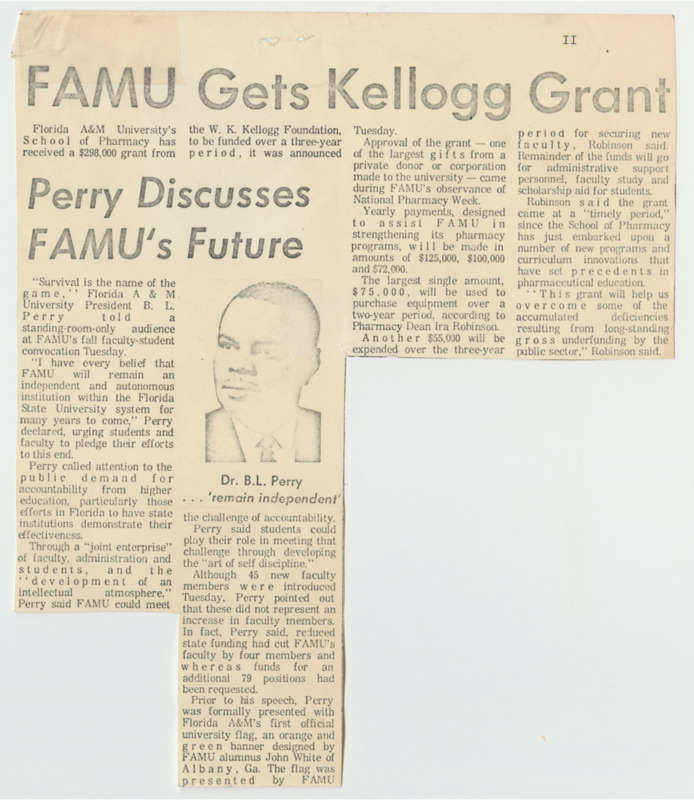 II
FAMU Gets Kellogg Grant
Florida A&M University's
School of Pharmacy has
received a $298,000 grant from
the W. K. Kellogg Foundation,
to be funded over a three-year
period, it was announced
Tuesday.
Approval of the grant — one
of the largest gifts from a
private donor or corporation
made to the university — came
during FAMU's observance of
National Pharmacy Week.
Yearly payments, designed
to assist FAMU in
strengthening its pharmacy
programs, will be made in
amounts of $125,000, $100,000
and $72,000.
The largest single amount,
$75,000, will be used to
purchase equipment over a
two-year period, according to
Pharmacy Dean Ira Robinson.
Another $55,000 will be
expended over the three-year
period for securing new
faculty, Robinson said.
Remainder of the funds will go
for administrative support
personnel, faculty study and
scholarship aid for students.
Robinson said the grant
came at a "timely period,"
since the School of Pharmacy
has just embarked upon a
number of new programs and
curriculum innovations that
have set precedents in
pharmaceutical education.
"This grant will help us
overcome some of the
accumulated deficiencies
resulting from long-standing
gross underfunding by the
public sector," Robinson said.
Perry Discusses
FAMU's Future
"Survival is the name of the
game," Florida A & M
University President B. L.
Perry told a
standing-room-only audience
at FAMU's fall faculty-student
convocation Tuesday.
"I have every belief that
FAMU will remain an
independent and autonomous
institution within the Florida
State University system for
many years to come," Perry
declared, urging students and
faculty to pledge their efforts
to this end.
Perry called attention to the
public demand for
accountability from higher
education, particularly those
efforts in Florida to have state
institutions demonstrate their
effectiveness.
Through a "joint enterprise"
of faculty, administration and
students, and the
"development of an
intellectual atmosphere,"
Perry said FAMU could meet
Dr. B.L. Perry
. . . 'remain independent'
the challenge of accountability.
Perry said students could
play their role in meeting that
challenge through developing
the "art of self discipline."
Although 45 new faculty
members were introduced
Tuesday, Perry pointed out
that these did not represent an
increase in faculty members.
In fact, Perry said, reduced
state funding had cut FAMU's
faculty by four members and
whereas funds for an
additional 79 positions had
been requested.
Prior to his speech, Perry
was formally presented with
Florida A&M's first official
university flag, an orange and
green banner designed by
FAMU alumnus John White of
Albany, Ga. The flag was
presented by FAMU